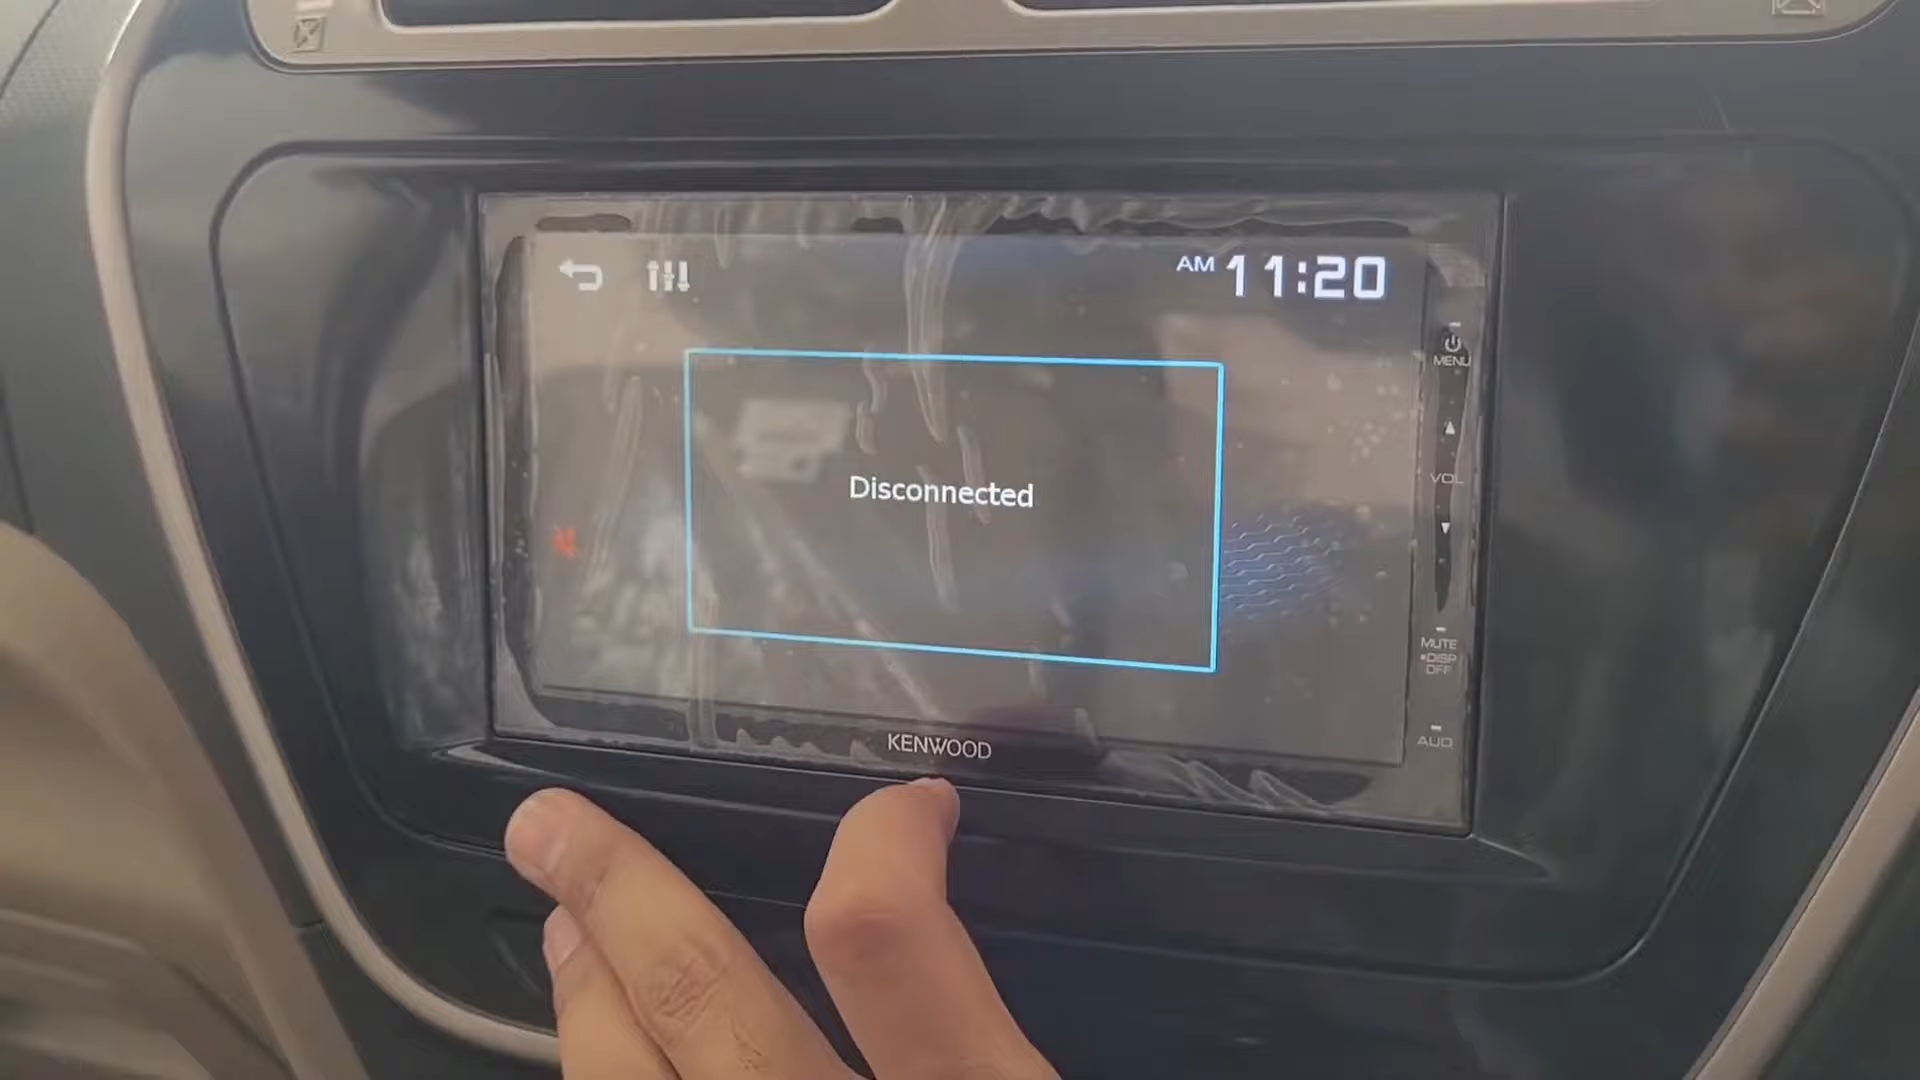 AM 11:20
MENU
VOL
Disconnected
MUTE
•DISP
OFF
AUD
KENWOOD